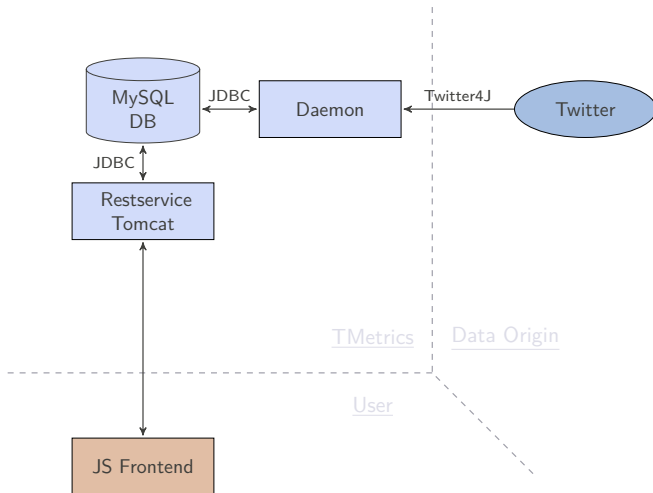 MySQL
DB
JDBC
Daemon
Twitter4J
Twitter
JDBC
Restservice
Tomcat
TMetrics
Data Origin
User
JS Frontend